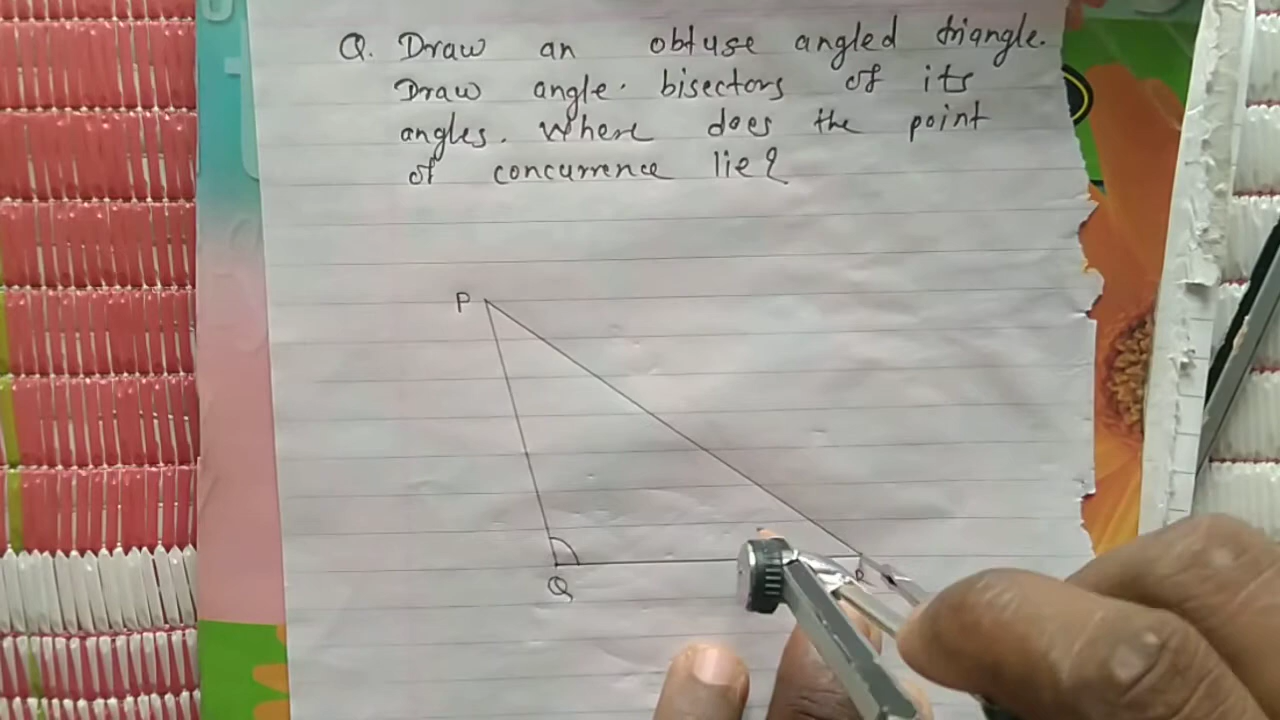 Q. Draw an obtuse angled triangle.
Draw angle bisectors of its
angles. Where does the point
of concurrence lie?
P
Q
R